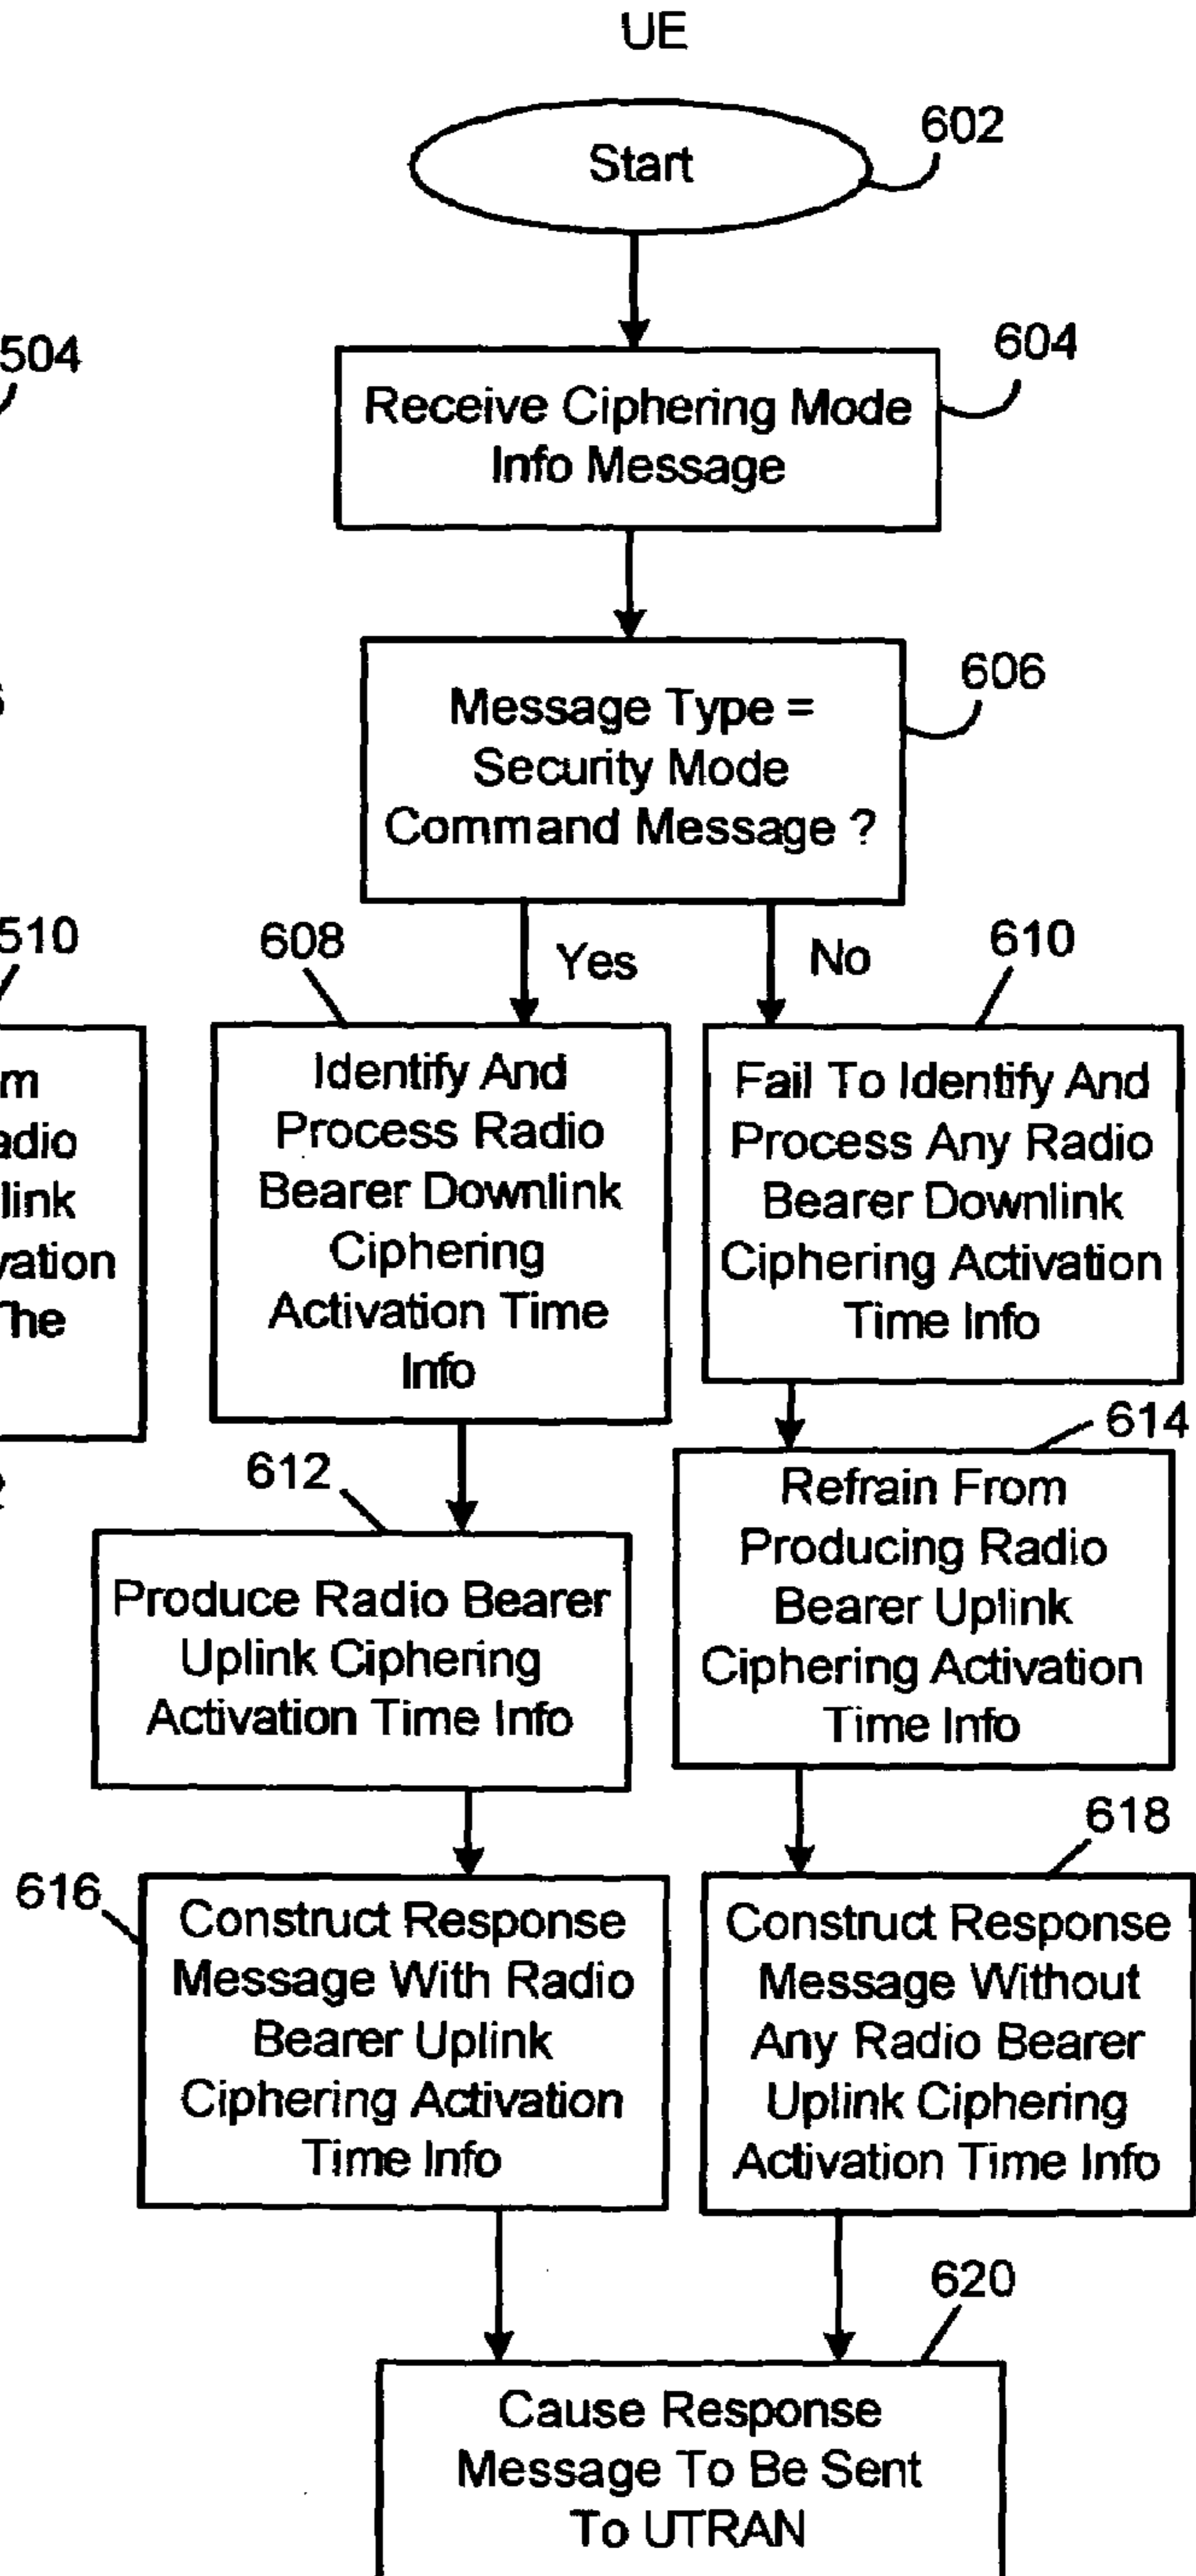 UE
Start
602
504
604
Receive Ciphering Mode
Info Message
606
Message Type =
Security Mode
Command Message ?
510
608
Yes
No
610
adio
link
The
Identify And
Process Radio
Bearer Downlink
Ciphering
Activation Time
Info
Fail To Identify And
Process Any Radio
Bearer Downlink
Ciphering Activation
Time Info
612
614
Produce Radio Bearer
Uplink Ciphering
Activation Time Info
Refrain From
Producing Radio
Bearer Uplink
Ciphering Activation
Time Info
616
618
Construct Response
Message With Radio
Bearer Uplink
Ciphering Activation
Time Info
Construct Response
Message Without
Any Radio Bearer
Uplink Ciphering
Activation Time Info
620
Cause Response
Message To Be Sent
To UTRAN